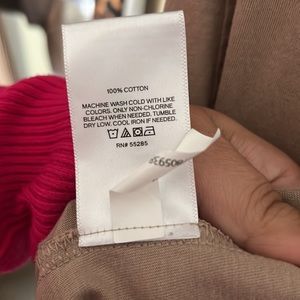 100% COTTON
MACHINE WASH COLD WITH LIKE
COLORS. ONLY NON-CHLORINE
BLEACH WHEN NEEDED. TUMBLE
DRY LOW. COOL IRON IF NEEDED.
RN# 55285